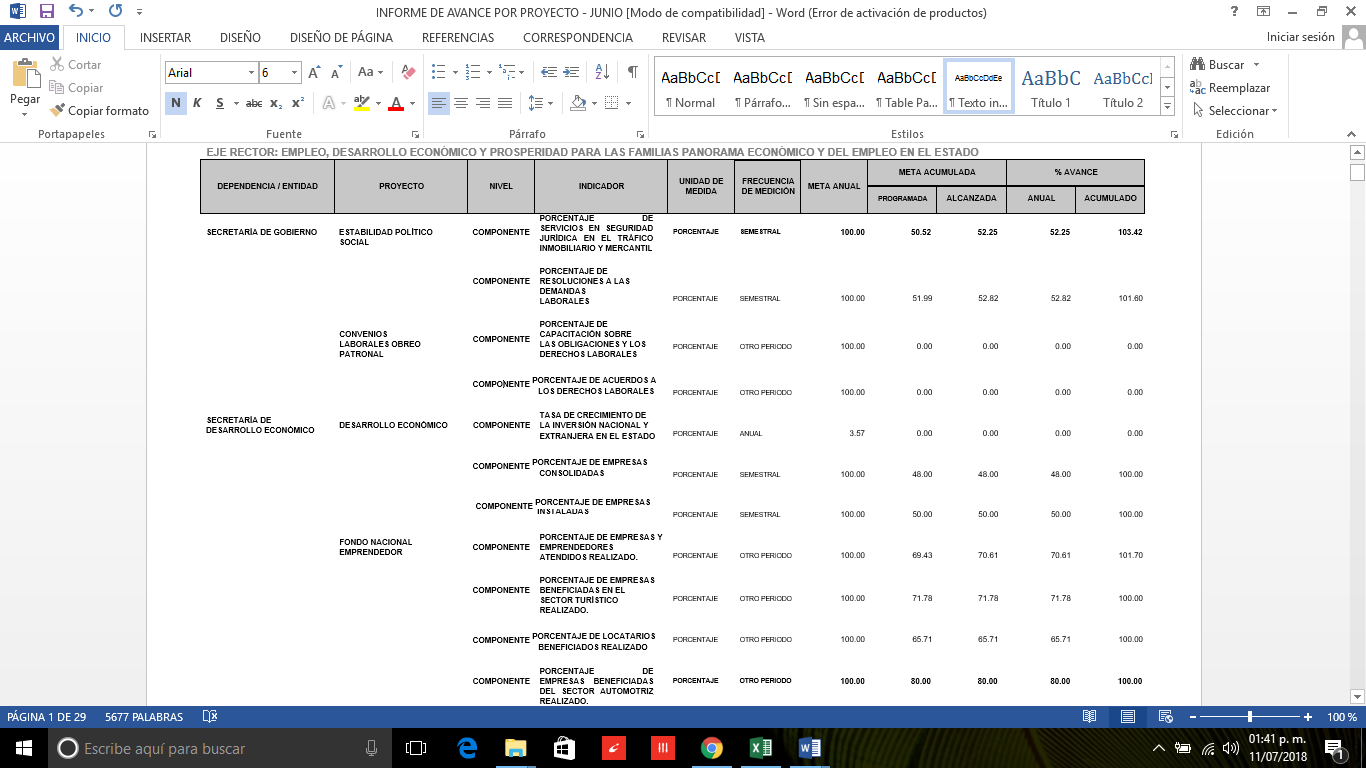 INFORME DE AVANCE POR PROYECTO - JUNIO [Modo de compatibilidad] - Word (Error de activación de productos)
ARCHIVO INICIO INSERTAR DISEÑO DISEÑO DE PÁGINA REFERENCIAS CORRESPONDENCIA REVISAR VISTA Iniciar sesión
Pegar
Cortar
Copiar
Copiar formato
Portapapeles
Arial 6
N K S abc x₂ x²
Fuente
Párrafo
AaBbCcI AaBbCcI AaBbCcI AaBbCcI AaBbCcDdEe AaBbC AaBbCcI
¶ Normal ¶ Párrafo... ¶ Sin espa... ¶ Table Pa... ¶ Texto in... Título 1 Título 2
Estilos
Buscar
Reemplazar
Seleccionar
Edición
EJE RECTOR: EMPLEO, DESARROLLO ECONÓMICO Y PROSPERIDAD PARA LAS FAMILIAS PANORAMA ECONÓMICO Y DEL EMPLEO EN EL ESTADO
DEPENDENCIA / ENTIDAD PROYECTO NIVEL INDICADOR UNIDAD DE MEDIDA FRECUENCIA DE MEDICIÓN META ANUAL META ACUMULADA % AVANCE
PROGRAMADA ALCANZADA ANUAL ACUMULADO
SECRETARÍA DE GOBIERNO ESTABILIDAD POLÍTICO SOCIAL COMPONENTE PORCENTAJE DE SERVICIOS EN SEGURIDAD JURÍDICA EN EL TRÁFICO INMOBILIARIO Y MERCANTIL PORCENTAJE SEMESTRAL 100.00 50.52 52.25 52.25 103.42
COMPONENTE PORCENTAJE DE RESOLUCIONES A LAS DEMANDAS LABORALES PORCENTAJE SEMESTRAL 100.00 51.99 52.82 52.82 101.60
CONVENIOS LABORALES OBREO PATRONAL COMPONENTE PORCENTAJE DE CAPACITACIÓN SOBRE LAS OBLIGACIONES Y LOS DERECHOS LABORALES PORCENTAJE OTRO PERIODO 100.00 0.00 0.00 0.00 0.00
COMPONENTE PORCENTAJE DE ACUERDOS A LOS DERECHOS LABORALES PORCENTAJE OTRO PERIODO 100.00 0.00 0.00 0.00 0.00
SECRETARÍA DE DESARROLLO ECONÓMICO DESARROLLO ECONÓMICO COMPONENTE TASA DE CRECIMIENTO DE LA INVERSIÓN NACIONAL Y EXTRANJERA EN EL ESTADO PORCENTAJE ANUAL 3.57 0.00 0.00 0.00 0.00
COMPONENTE PORCENTAJE DE EMPRESAS CONSOLIDADAS PORCENTAJE SEMESTRAL 100.00 48.00 48.00 48.00 100.00
COMPONENTE PORCENTAJE DE EMPRESAS INSTALADAS PORCENTAJE SEMESTRAL 100.00 50.00 50.00 50.00 100.00
FONDO NACIONAL EMPRENDEDOR COMPONENTE PORCENTAJE DE EMPRESAS Y EMPRENDEDORES ATENDIDOS REALIZADO. PORCENTAJE OTRO PERIODO 100.00 69.43 70.61 70.61 101.70
COMPONENTE PORCENTAJE DE EMPRESAS BENEFICIADAS EN EL SECTOR TURÍSTICO REALIZADO. PORCENTAJE OTRO PERIODO 100.00 71.78 71.78 71.78 100.00
COMPONENTE PORCENTAJE DE LOCATARIOS BENEFICIADOS REALIZADO PORCENTAJE OTRO PERIODO 100.00 65.71 65.71 65.71 100.00
COMPONENTE PORCENTAJE DE EMPRESAS BENEFICIADAS DEL SECTOR AUTOMOTRIZ REALIZADO. PORCENTAJE OTRO PERIODO 100.00 80.00 80.00 80.00 100.00
PÁGINA 1 DE 29 5677 PALABRAS 100 %
Escribe aquí para buscar
01:41 p. m.
11/07/2018
1